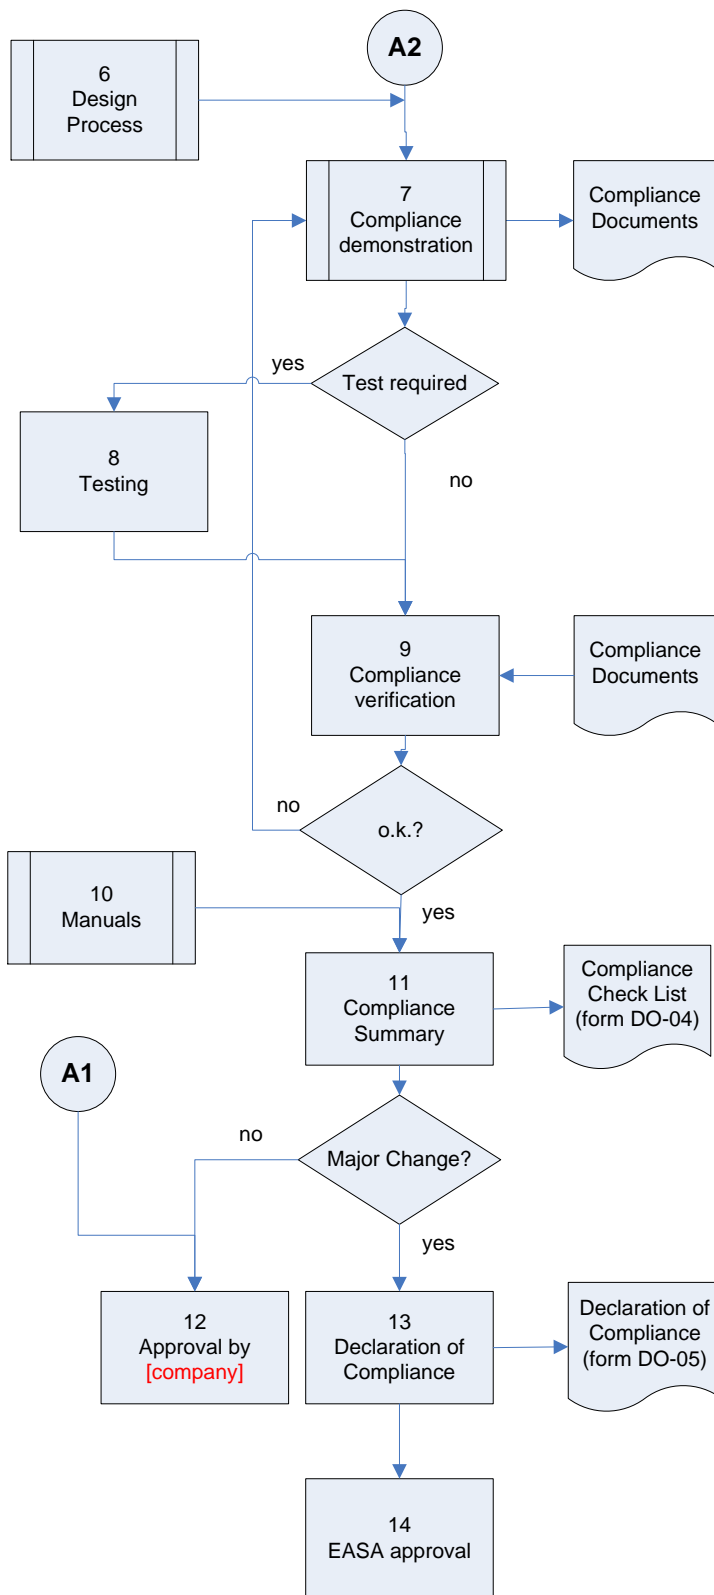 A2
6
Design
Process
7
Compliance
demonstration
Compliance
Documents
yes
Test required
8
Testing
no
9
Compliance
verification
Compliance
Documents
no
o.k.?
10
Manuals
yes
11
Compliance
Summary
Compliance
Check List
(form DO-04)
A1
no
Major Change?
yes
12
Approval by
[company]
13
Declaration of
Compliance
Declaration of
Compliance
(form DO-05)
14
EASA approval